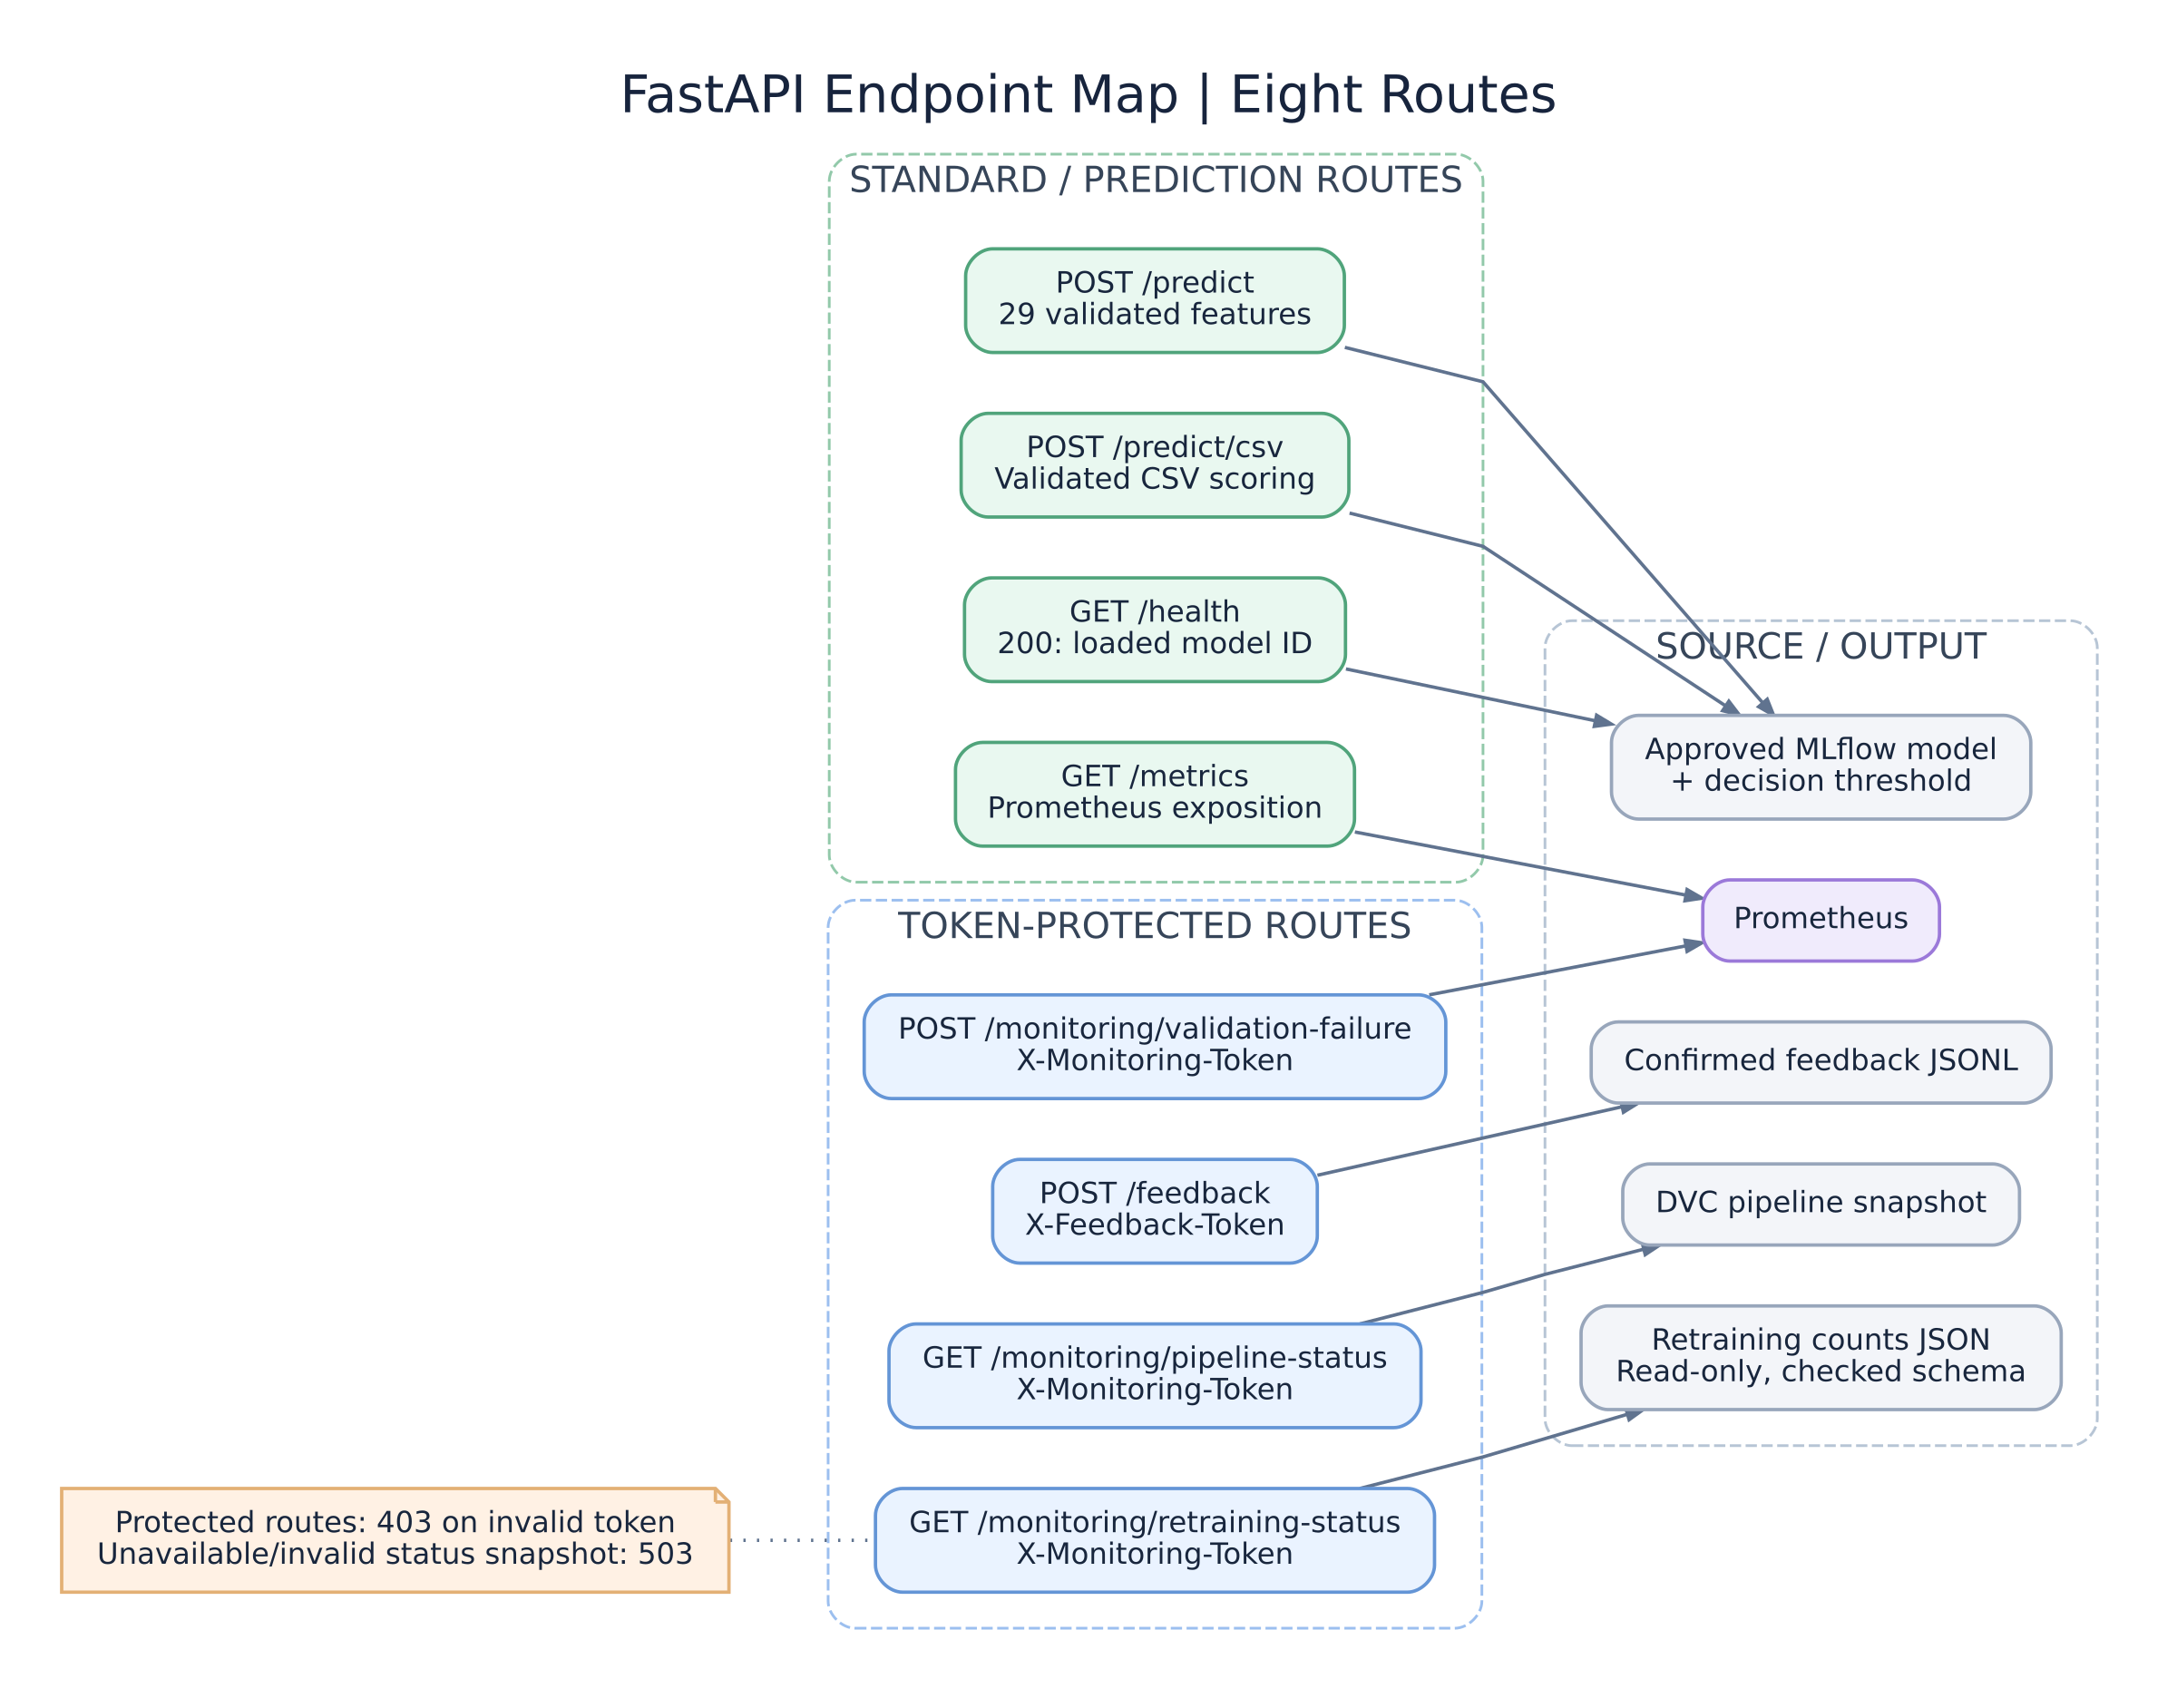 FastAPI Endpoint Map | Eight Routes
STANDARD / PREDICTION ROUTES
POST /predict
29 validated features
POST /predict/csv
Validated CSV scoring
GET /health
200: loaded model ID
GET /metrics
Prometheus exposition
TOKEN-PROTECTED ROUTES
POST /monitoring/validation-failure
X-Monitoring-Token
POST /feedback
X-Feedback-Token
GET /monitoring/pipeline-status
X-Monitoring-Token
GET /monitoring/retraining-status
X-Monitoring-Token
SOURCE / OUTPUT
Approved MLflow model
+ decision threshold
Prometheus
Confirmed feedback JSONL
DVC pipeline snapshot
Retraining counts JSON
Read-only, checked schema
Protected routes: 403 on invalid token
Unavailable/invalid status snapshot: 503